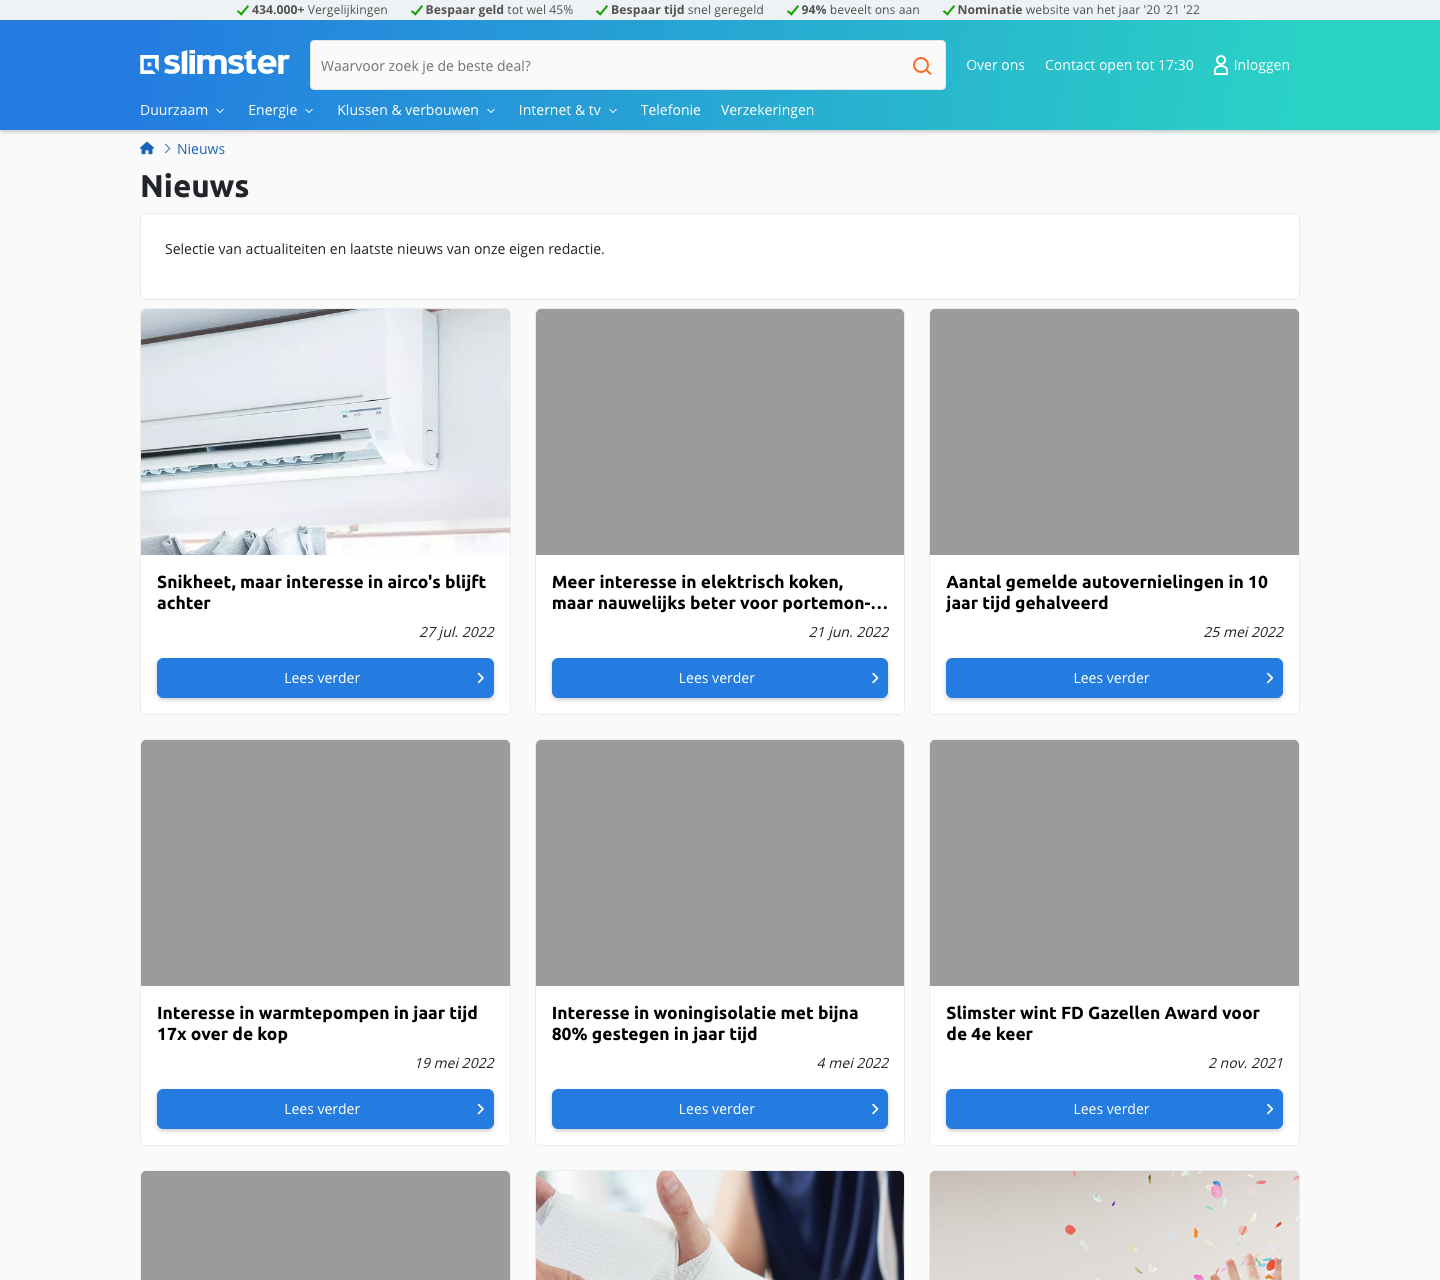 434.000+ Vergelijkingen
Bespaar geld tot wel 45%
Bespaar tijd snel geregeld
94% beveelt ons aan
Nominatie website van het jaar '20 '21 '22
slimster
Waarvoor zoek je de beste deal?
Over ons
Contact open tot 17:30
Inloggen
Duurzaam
Energie
Klussen & verbouwen
Internet & tv
Telefonie
Verzekeringen
Nieuws
Nieuws
Selectie van actualiteiten en laatste nieuws van onze eigen redactie.
Snikheet, maar interesse in airco's blijft
achter
27 jul. 2022
Lees verder
Meer interesse in elektrisch koken,
maar nauwelijks beter voor portemon-...
21 jun. 2022
Lees verder
Aantal gemelde autovernielingen in 10
jaar tijd gehalveerd
25 mei 2022
Lees verder
Interesse in warmtepompen in jaar tijd
17x over de kop
19 mei 2022
Lees verder
Interesse in woningisolatie met bijna
80% gestegen in jaar tijd
4 mei 2022
Lees verder
Slimster wint FD Gazellen Award voor
de 4e keer
2 nov. 2021
Lees verder